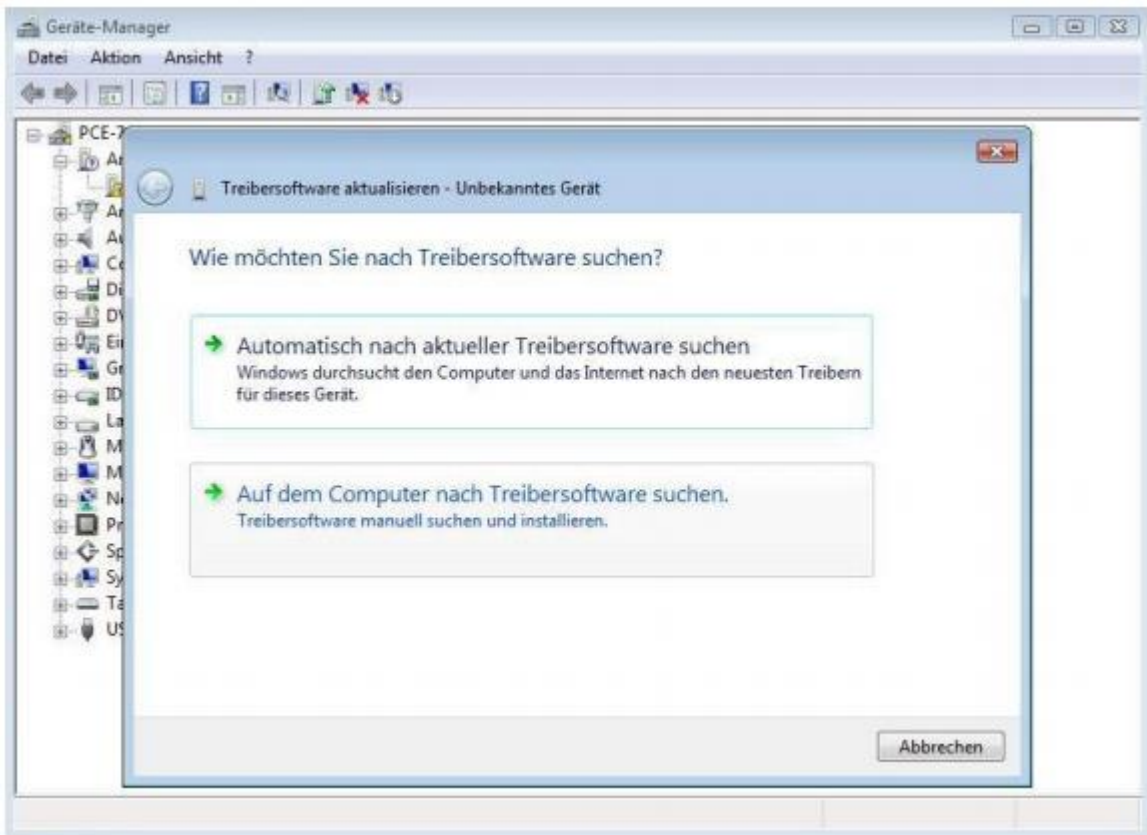 Geräte-Manager
Datei Aktion Ansicht ?
Treibersoftware aktualisieren - Unbekanntes Gerät
Wie möchten Sie nach Treibersoftware suchen?
Automatisch nach aktueller Treibersoftware suchen
Windows durchsucht den Computer und das Internet nach den neuesten Treibern
für dieses Gerät.
Auf dem Computer nach Treibersoftware suchen.
Treibersoftware manuell suchen und installieren.
Abbrechen